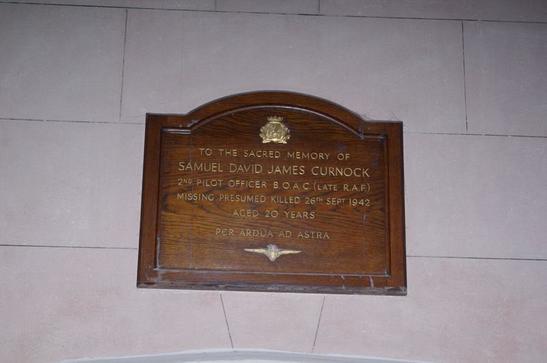 TO THE SACRED MEMORY OF
SAMUEL DAVID JAMES CURNOCK
2ND PILOT OFFICER B.O.A.C. (LATE R.A.F.)
MISSING PRESUMED KILLED 26TH SEPT 1942
AGED 20 YEARS
PER ARDUA AD ASTRA